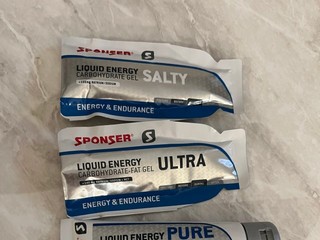 SPONSER S
LIQUID ENERGY
CARBOHYDRATE GEL
SALTY
ENERGY & ENDURANCE
SPONSER S
LIQUID ENERGY
CARBOHYDRATE-FAT GEL
ULTRA
ENERGY & ENDURANCE
LIQUID ENERGY PURE